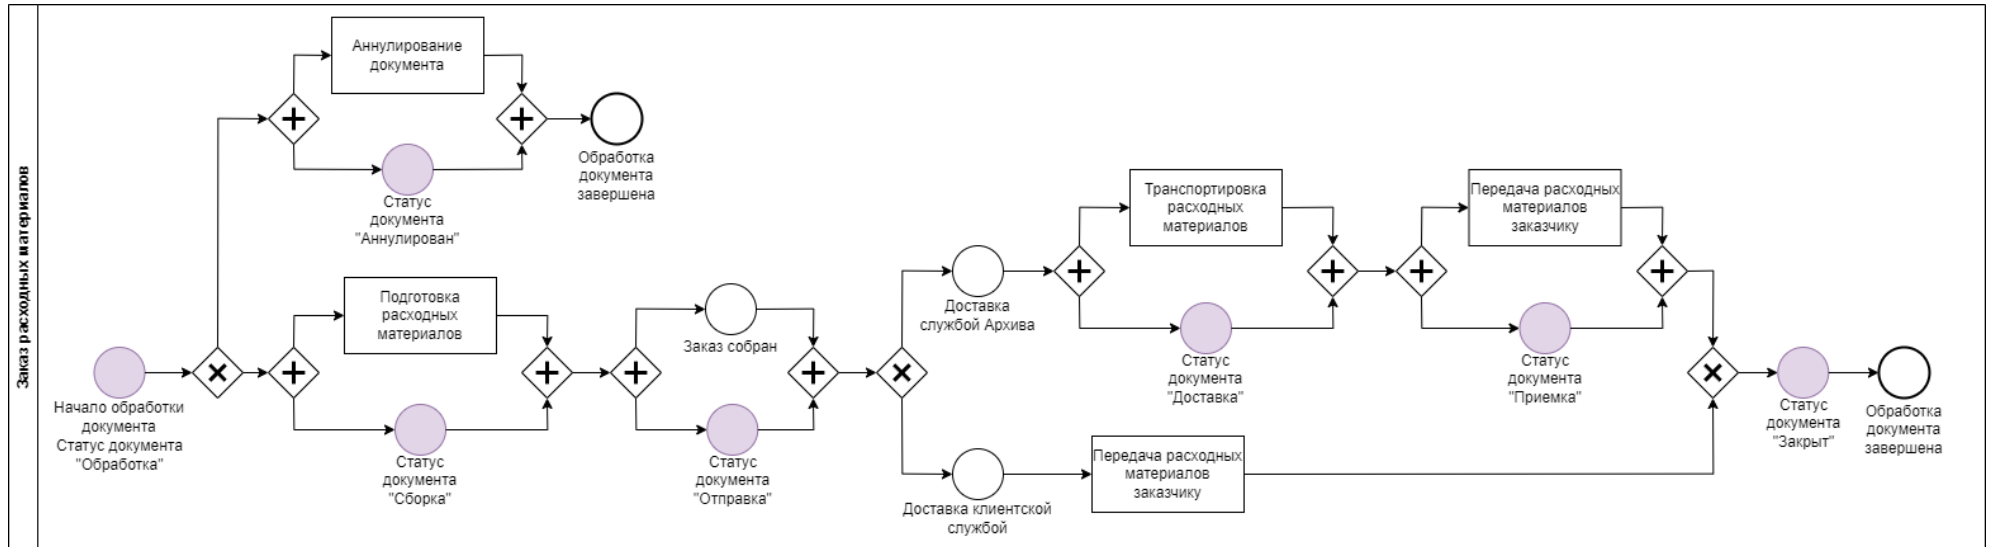 Заказ расходных материалов
Аннулирование
документа
Статус
документа
"Аннулирован"
Обработка
документа
завершена
Начало обработки
документа
Статус документа
"Обработка"
Подготовка
расходных
материалов
Статус
документа
"Сборка"
Заказ собран
Статус
документа
"Отправка"
Доставка
службой Архива
Транспортировка
расходных
материалов
Статус
документа
"Доставка"
Передача расходных
материалов
заказчику
Статус
документа
"Приемка"
Доставка клиентской
службой
Передача расходных
материалов
заказчику
Статус
документа
"Закрыт"
Обработка
документа
завершена